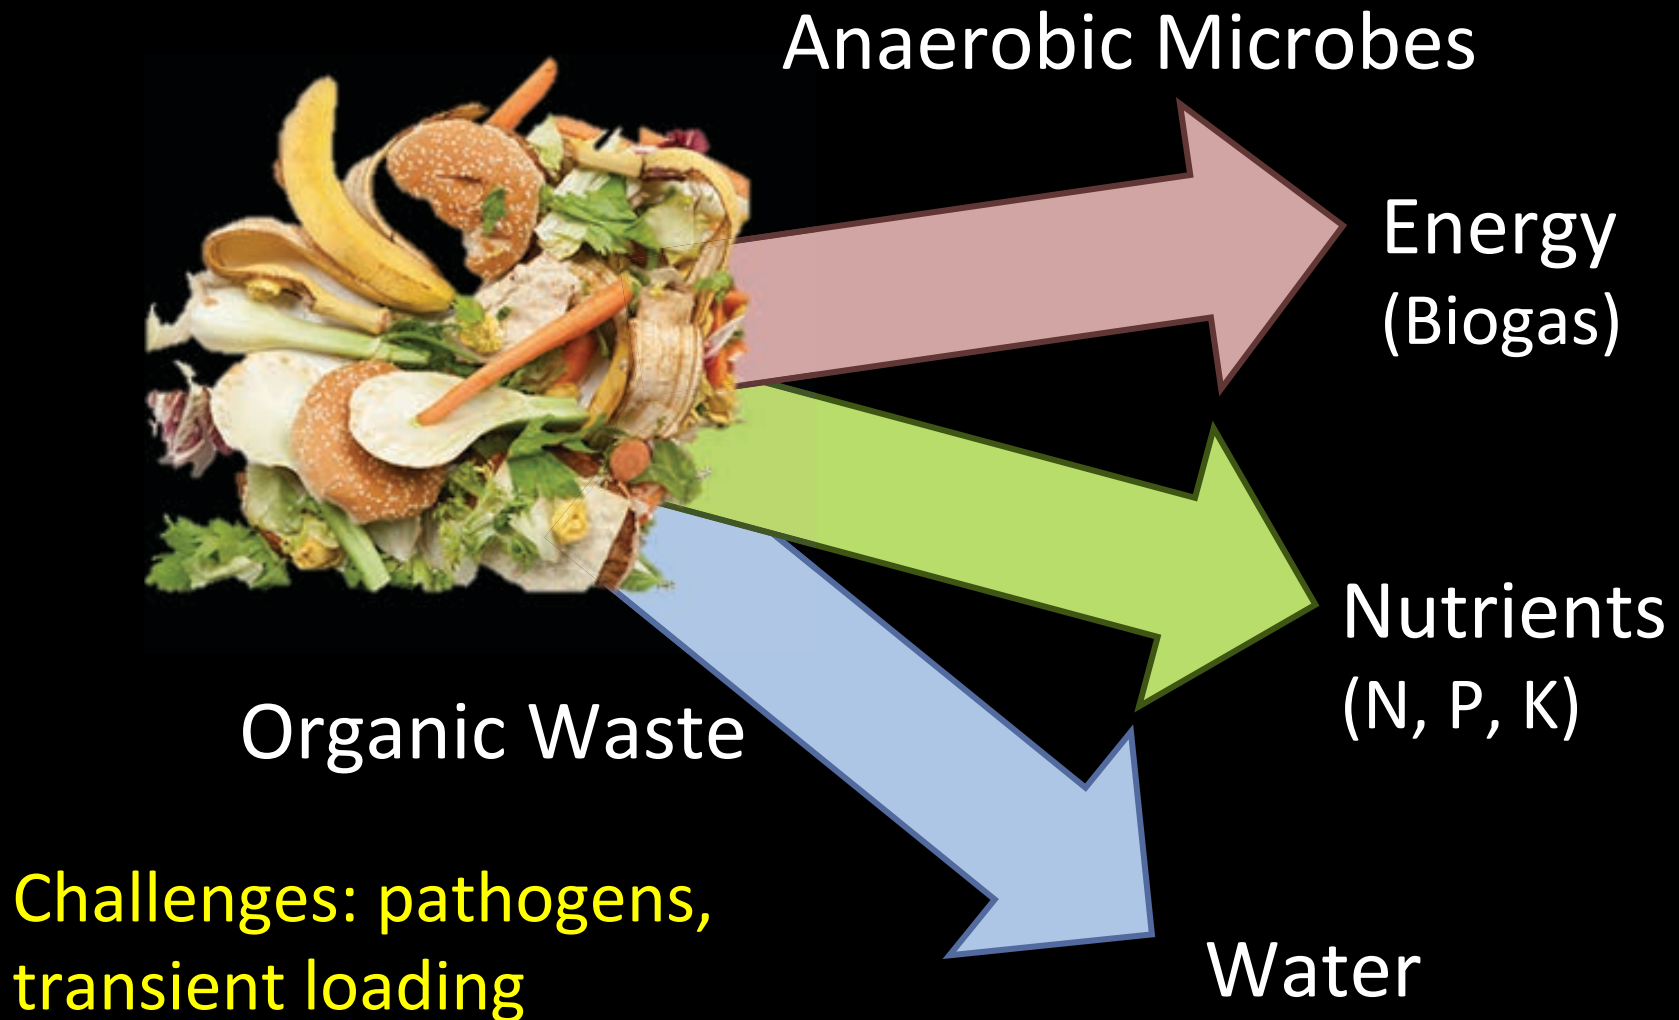 Anaerobic Microbes
Energy
(Biogas)
Nutrients
(N, P, K)
Organic Waste
Challenges: pathogens,
transient loading
Water